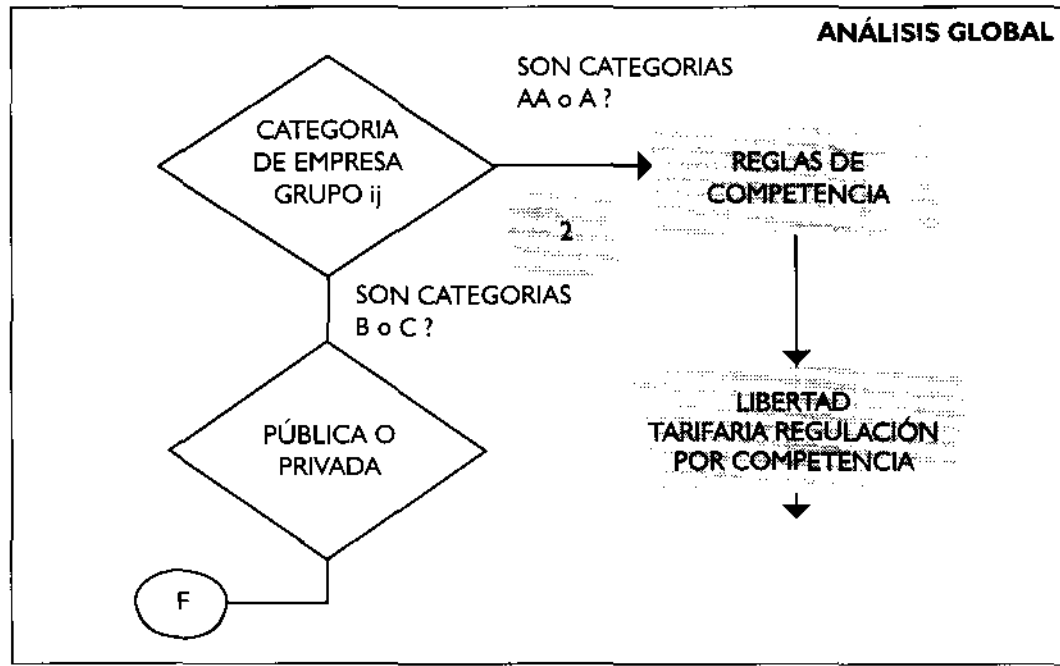 ANÁLISIS GLOBAL
SON CATEGORIAS
AA o A ?
CATEGORIA
DE EMPRESA
GRUPO ij
REGLAS DE
COMPETENCIA
2
SON CATEGORIAS
B o C ?
PÚBLICA O
PRIVADA
LIBERTAD
TARIFARIA REGULACIÓN
POR COMPETENCIA
F